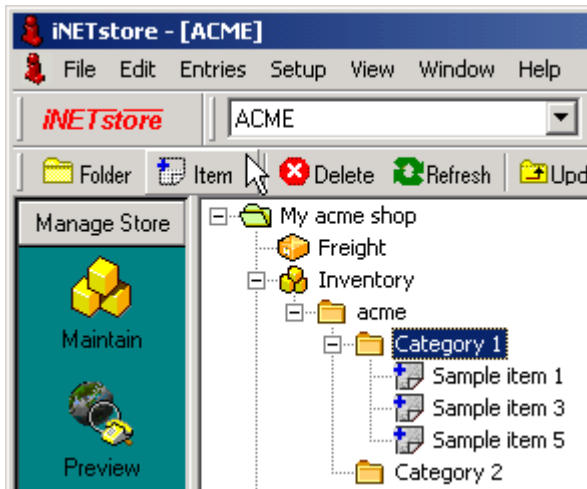 iNETstore - [ACME]
File Edit Entries Setup View Window Help
iNETstore ACME
Folder Item Delete Refresh Upd
Manage Store
My acme shop
Freight
Inventory
acme
Maintain
Category 1
Sample item 1
Sample item 3
Sample item 5
Preview
Category 2